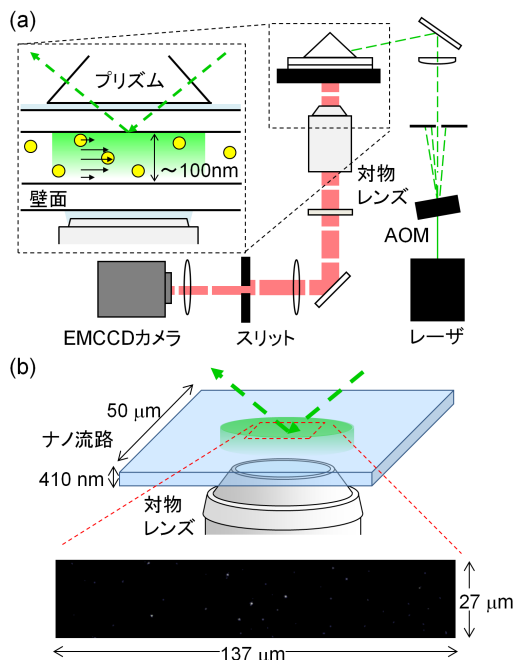 (a)
プリズム
~100nm
壁面
対物
レンズ
AOM
EMCCDカメラ
スリット
レーザ
(b)
50 μm
ナノ流路
410 nm
対物
レンズ
27 μm
137 μm